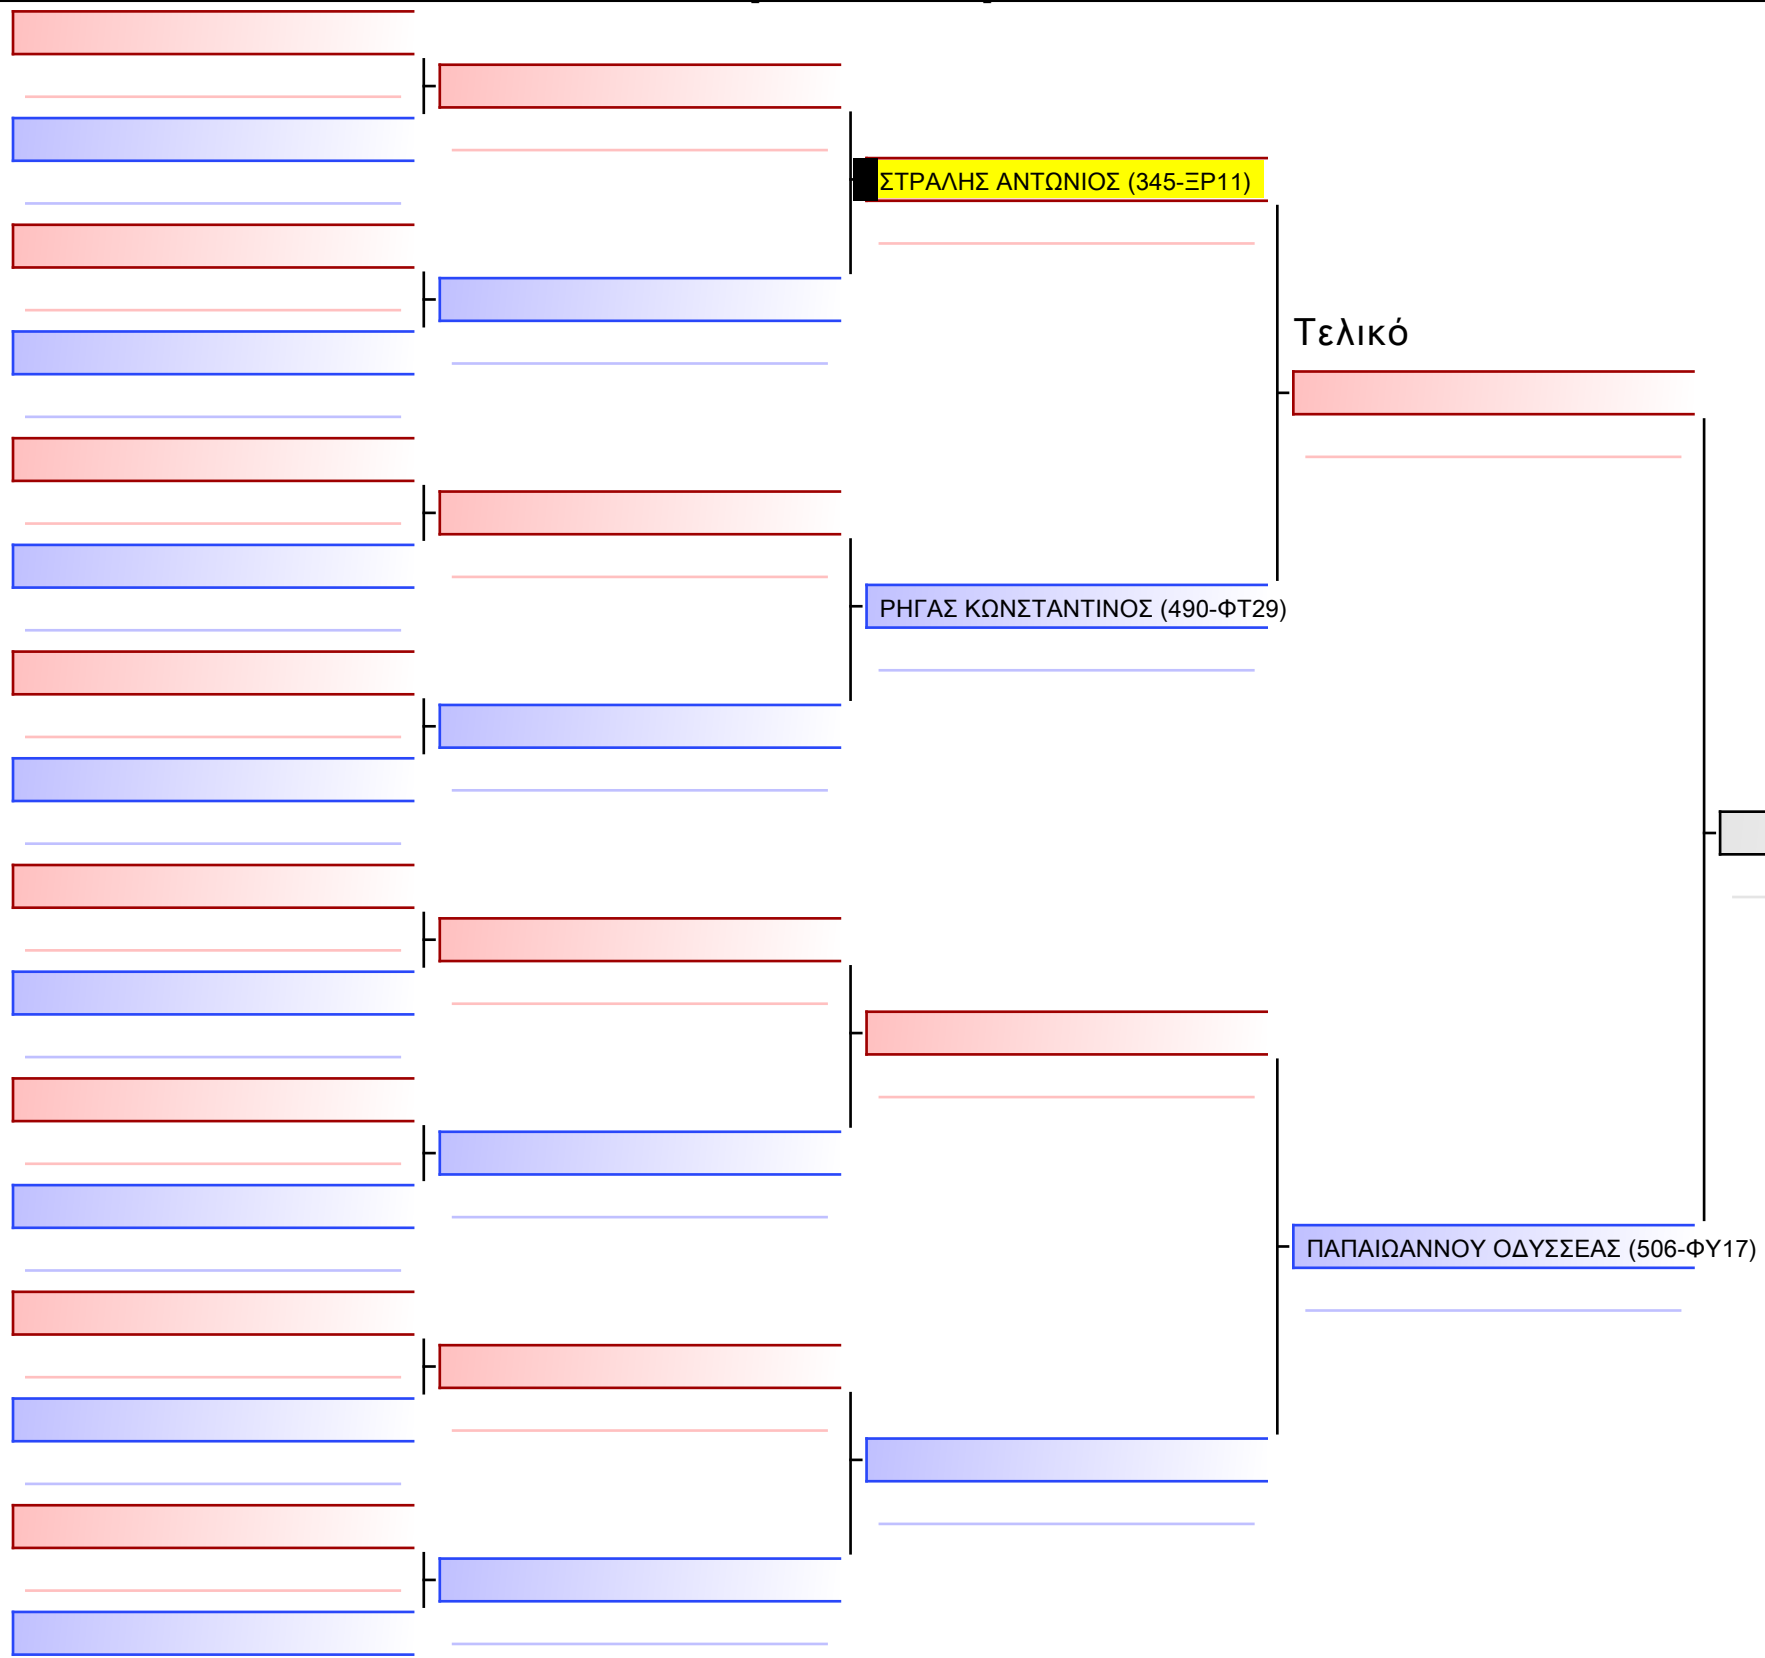 ΣΤΡΑΛΗΣ ΑΝΤΩΝΙΟΣ (345-ΞΡ11)
Τελικό
ΡΗΓΑΣ ΚΩΝΣΤΑΝΤΙΝΟΣ (490-ΦΤ29)
ΠΑΠΑΙΩΑΝΝΟΥ ΟΔΥΣΣΕΑΣ (506-ΦΥ17)